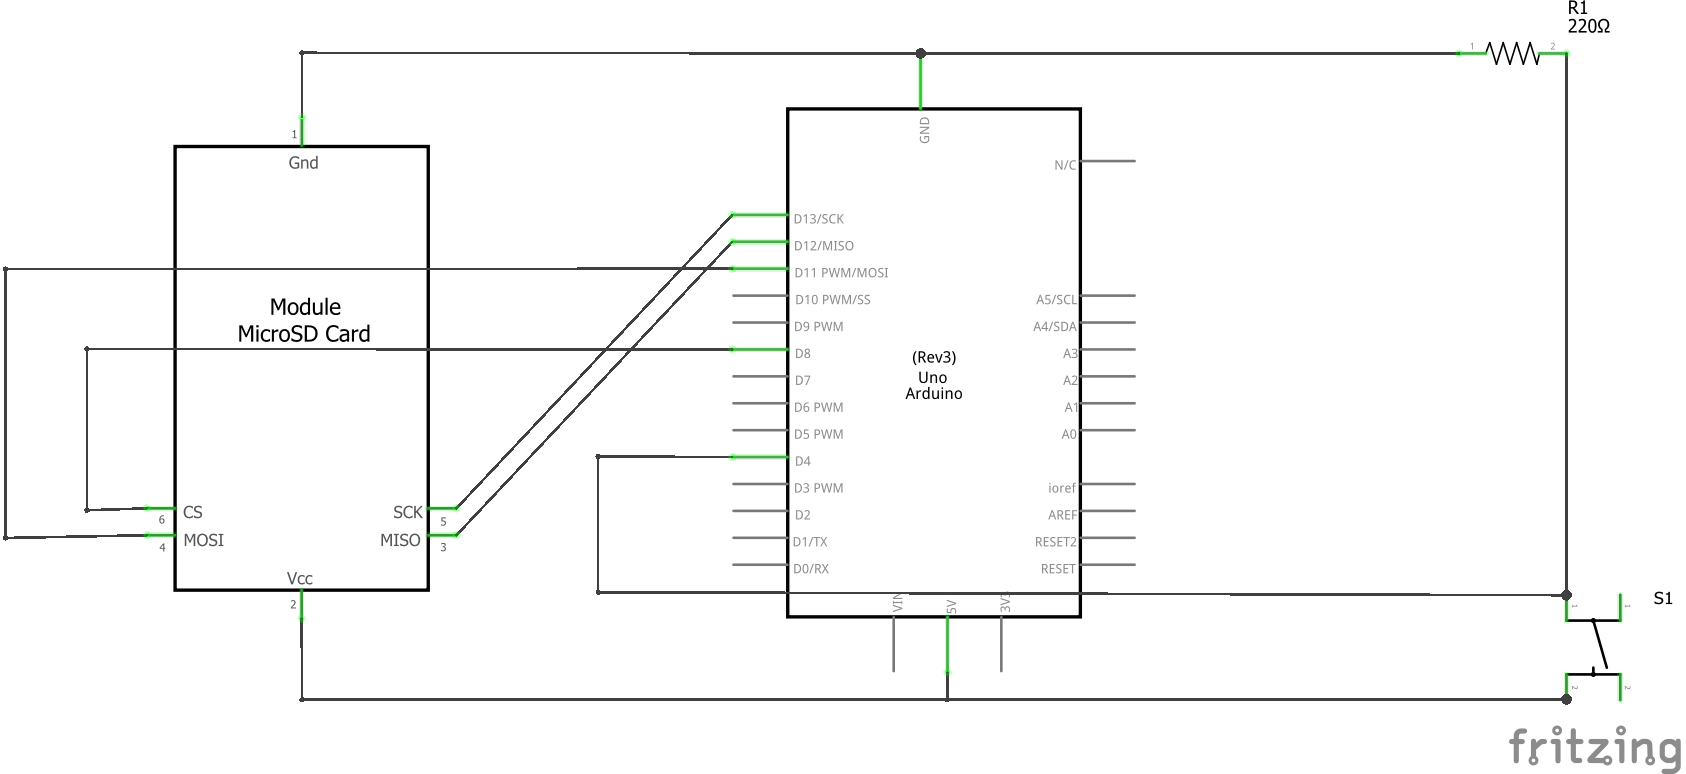 R1
220Ω
1
2
1
Gnd
GND
N/C
D13/SCK
D12/MISO
D11 PWM/MOSI
D10 PWM/SS
D9 PWM
D8
D7
D6 PWM
D5 PWM
D4
D3 PWM
D2
D1/TX
D0/RX
A5/SCL
A4/SDA
A3
A2
A1
A0
ioref
AREF
RESET2
RESET
Module
MicroSD Card
(Rev3)
Uno
Arduino
CS
6
MOSI
4
SCK
5
MISO
3
Vcc
2
VIN
5V
3V3
S1
1
1
2
2
fritzing